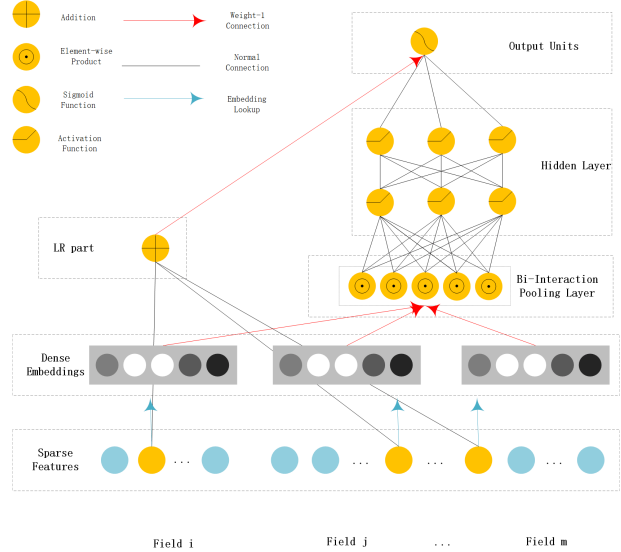 Addition
Weight-1
Connection
Element-wise
Product
Normal
Connection
Sigmoid
Function
Embedding
Lookup
Activation
Function
Output Units
Hidden Layer
LR part
Bi-Interaction
Pooling Layer
Dense
Embeddings
Sparse
Features
...
...
...
...
Field i
Field j
...
Field m